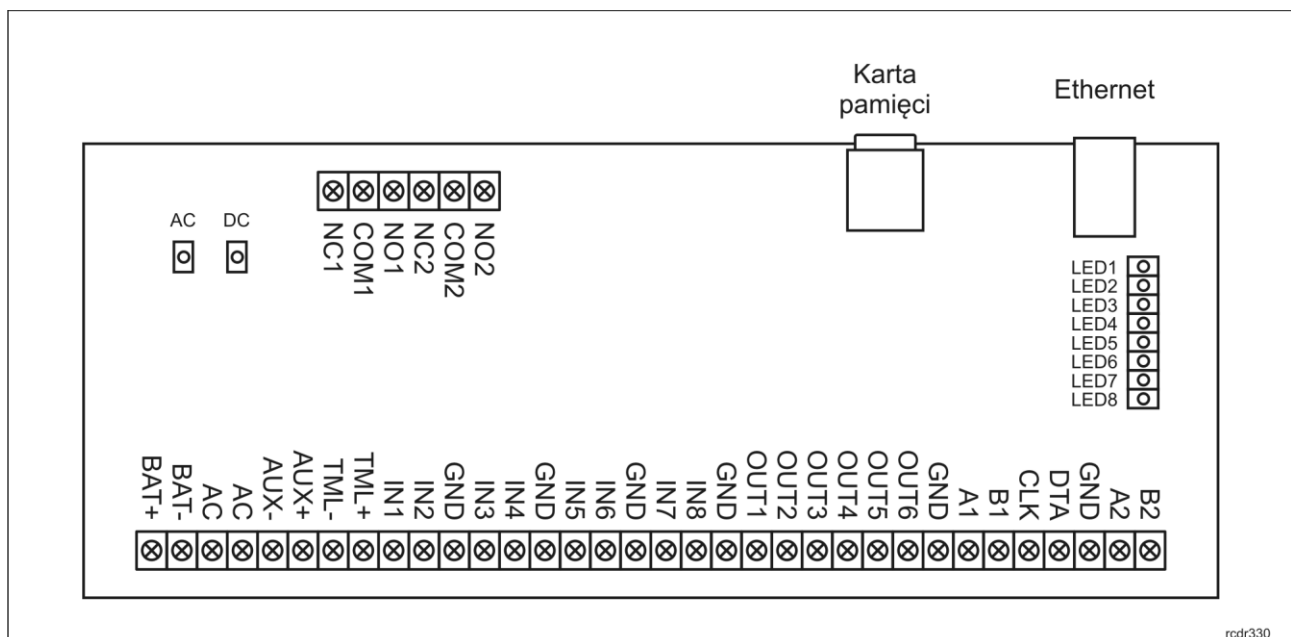 Karta
pamięci
Ethernet
AC DC
NC1 COM1 NO1 NC2 COM2 NO2
LED1
LED2
LED3
LED4
LED5
LED6
LED7
LED8
BAT+ BAT- AC AC AUX- AUX+ TML- TML+ IN1 IN2 GND IN3 IN4 GND IN5 IN6 GND IN7 IN8 GND OUT1 OUT2 OUT3 OUT4 OUT5 OUT6 GND A1 B1 CLK DTA GND A2 B2
rcdr330